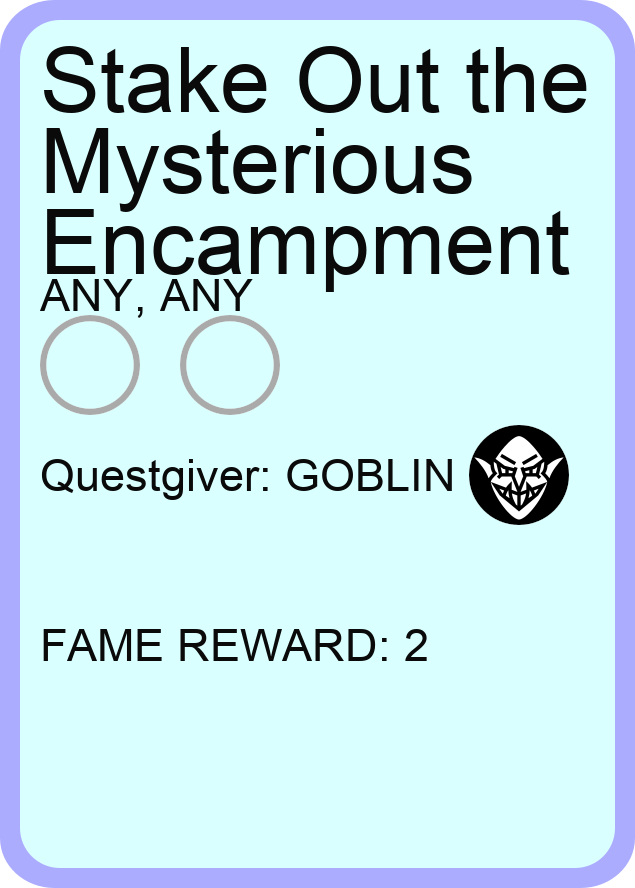 Stake Out the
Mysterious
Encampment
ANY, ANY
Questgiver: GOBLIN
FAME REWARD: 2